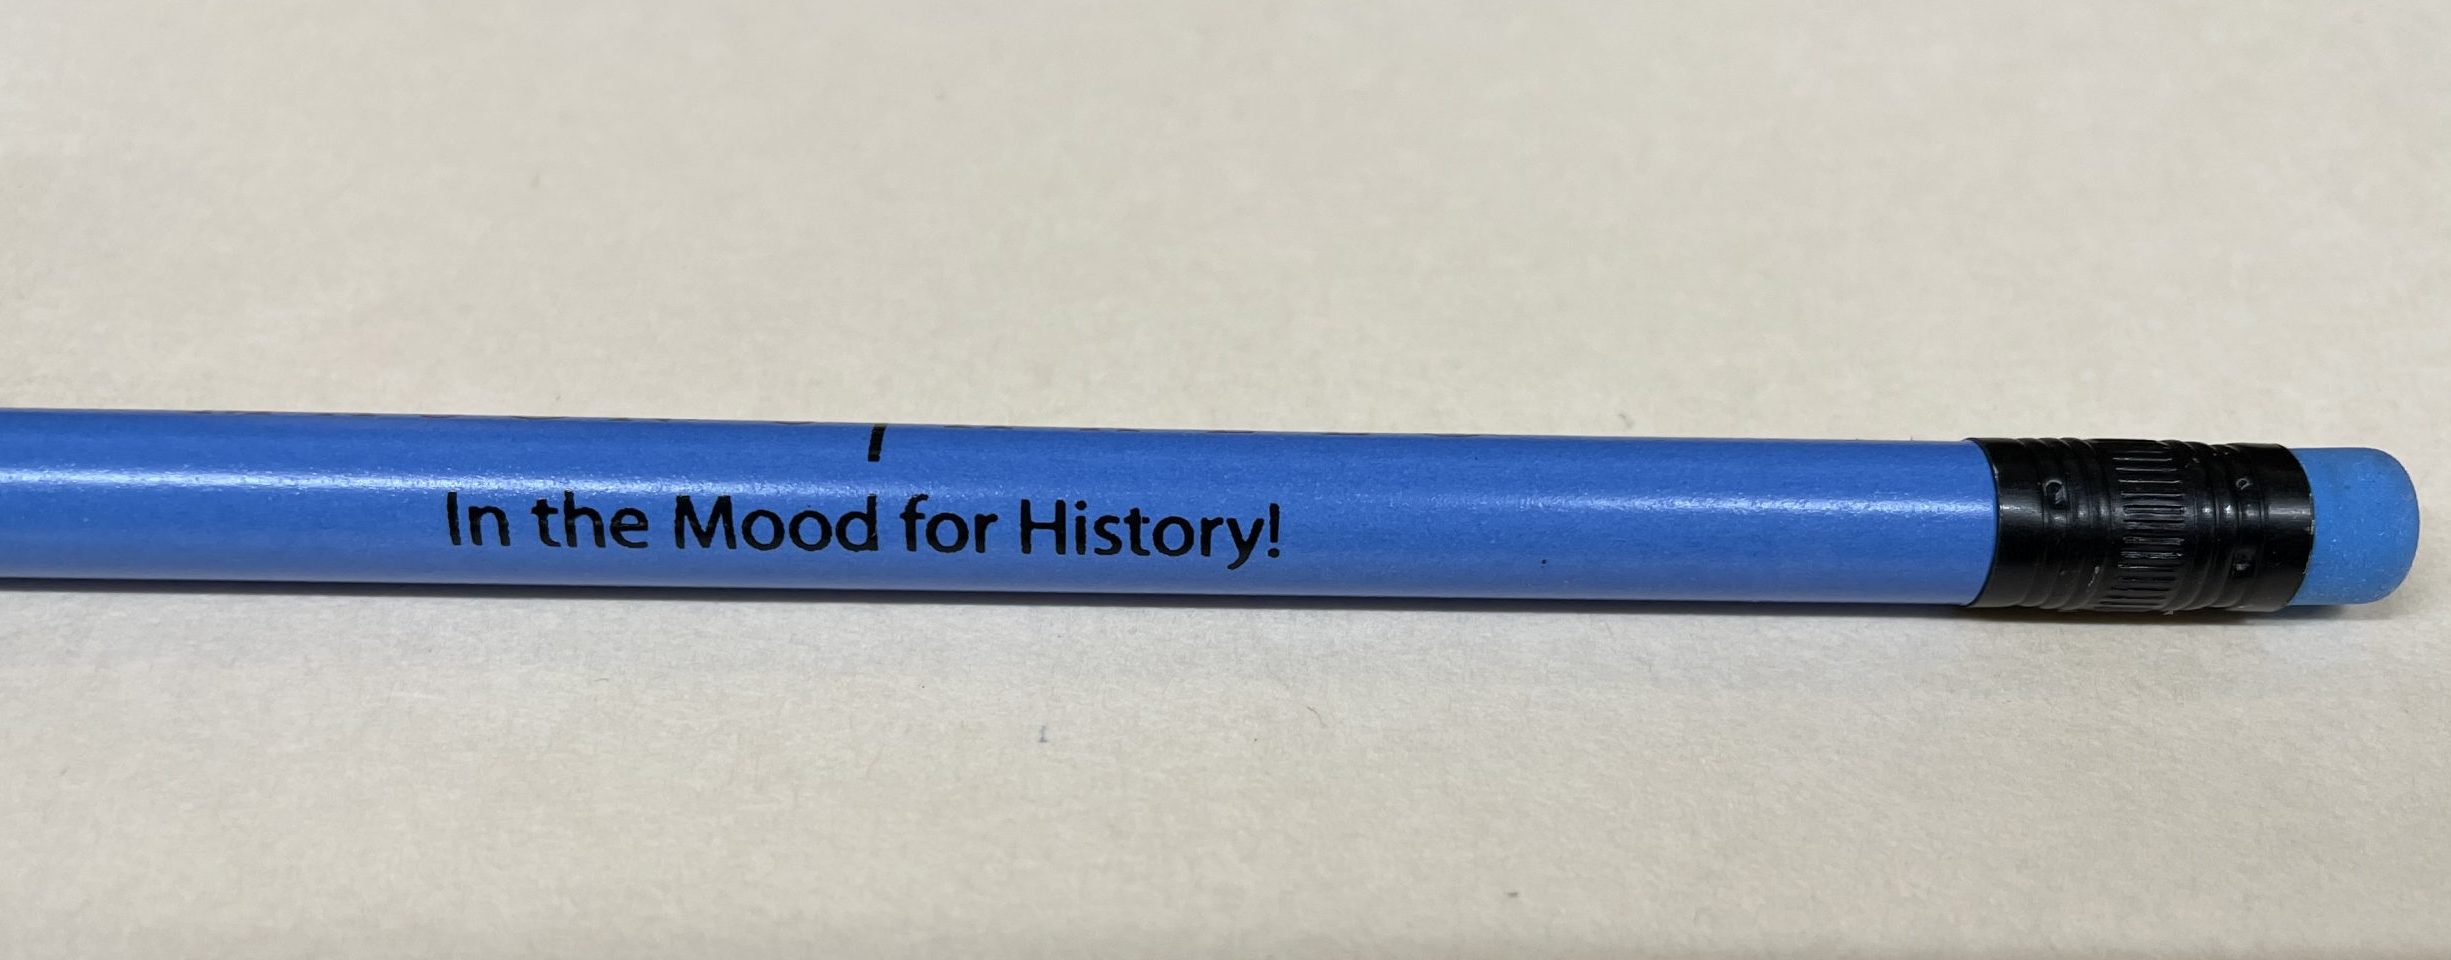 In the Mood for History!